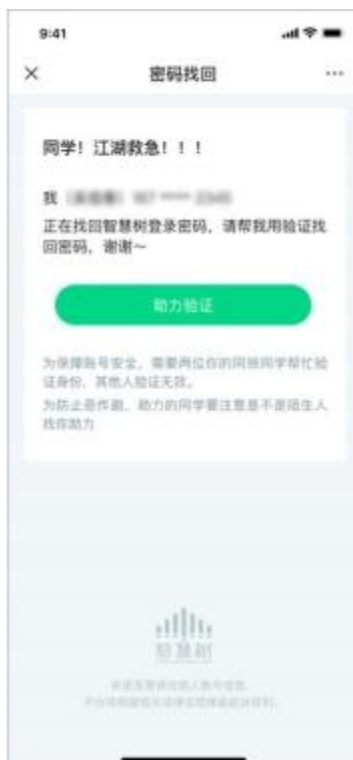 9:41
密码找回
同学！江湖救急！！！
我
正在找回智慧树登录密码，请帮我用验证找
回密码，谢谢～
助力验证
为保障账号安全，需要两位你的同班同学帮忙验
证身份，其他人验证无效。
为防止恶作剧，助力的同学要注意是不是陌生人
找你助力
智慧树